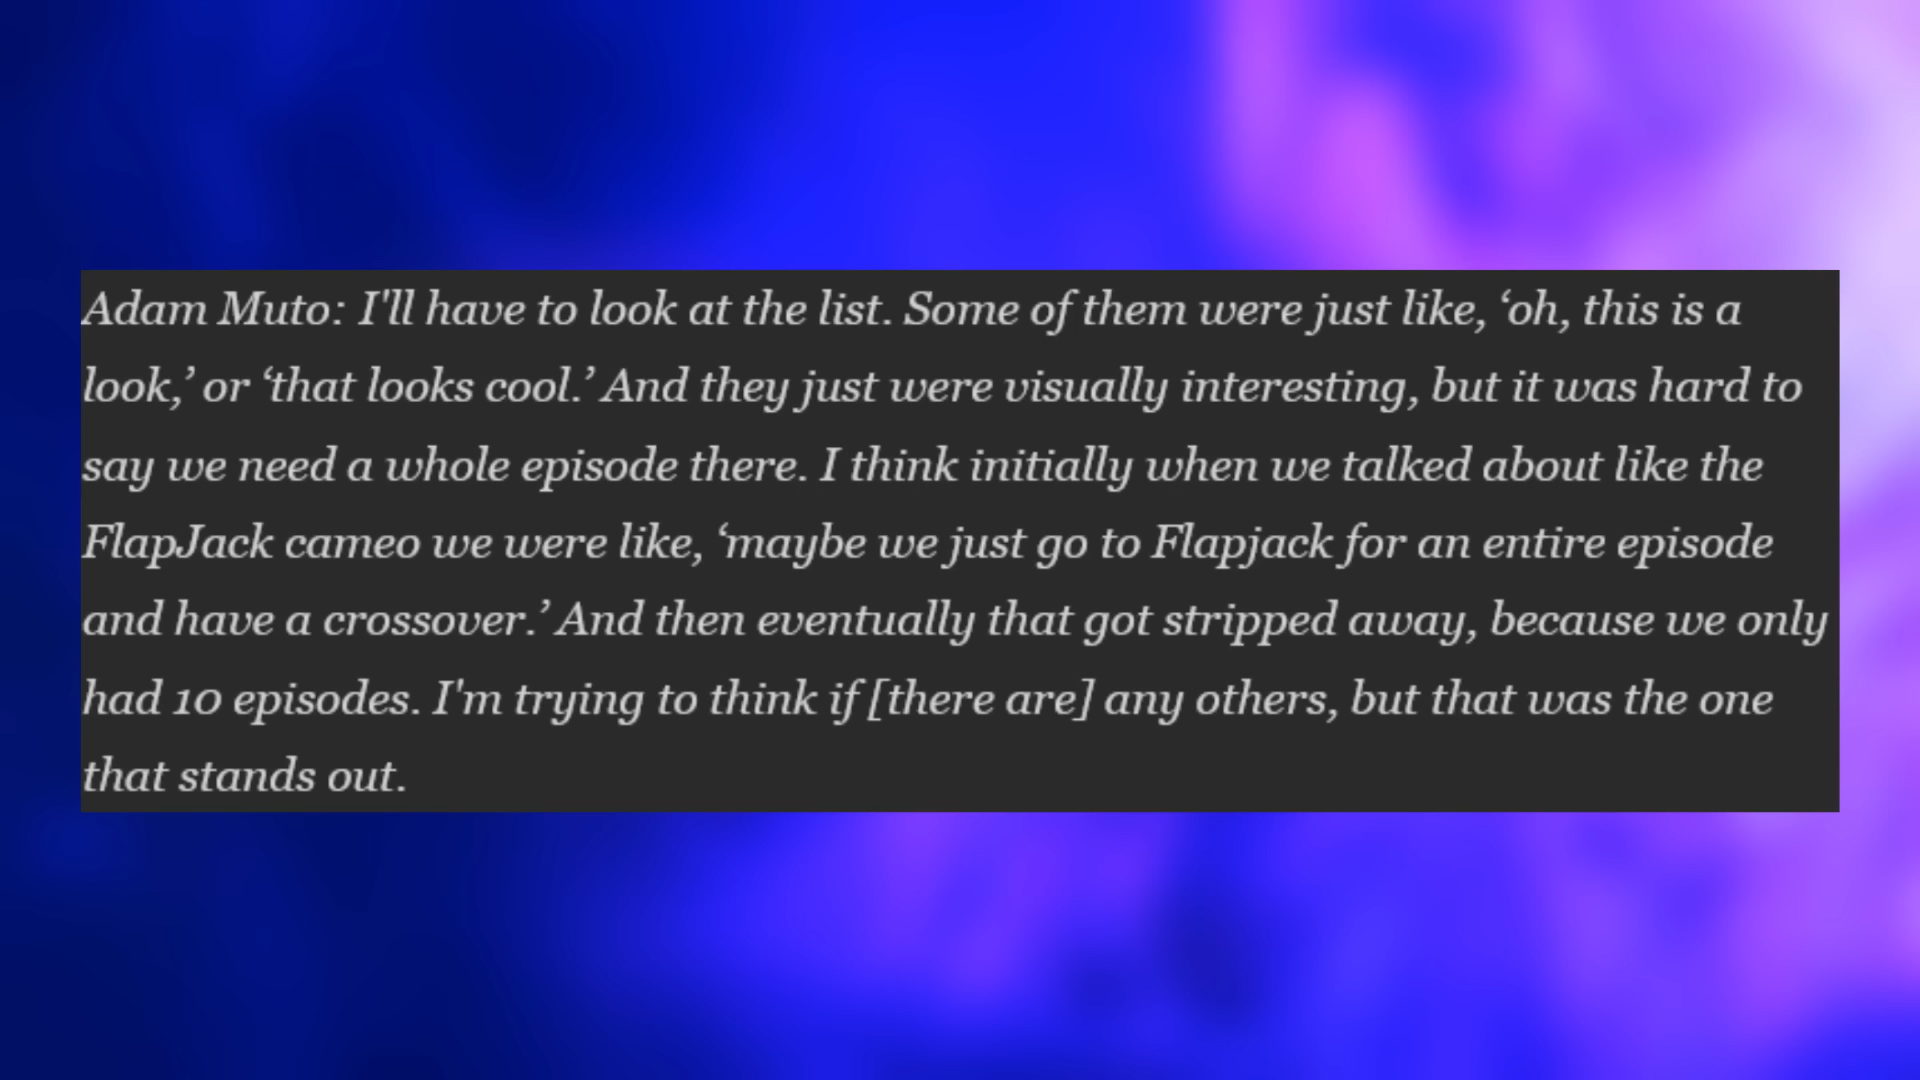 Adam Muto: I'll have to look at the list. Some of them were just like, ‘oh, this is a
look,’ or ‘that looks cool.’ And they just were visually interesting, but it was hard to
say we need a whole episode there. I think initially when we talked about like the
FlapJack cameo we were like, ‘maybe we just go to Flapjack for an entire episode
and have a crossover.’ And then eventually that got stripped away, because we only
had 10 episodes. I'm trying to think if [there are] any others, but that was the one
that stands out.